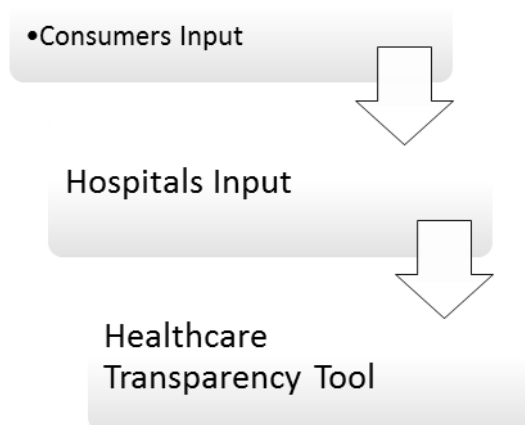 •Consumers Input
Hospitals Input
Healthcare
Transparency Tool